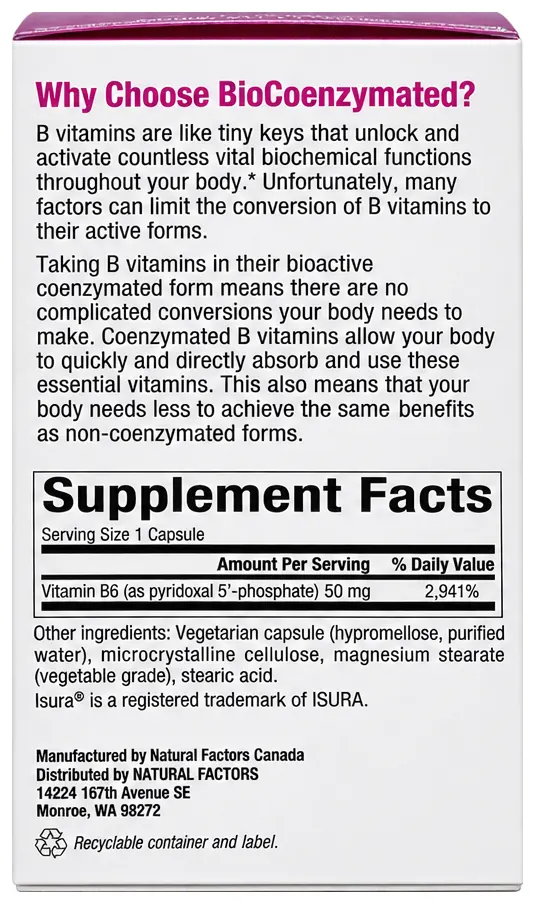 Why Choose BioCoenzymated?
B vitamins are like tiny keys that unlock and
activate countless vital biochemical functions
throughout your body.* Unfortunately, many
factors can limit the conversion of B vitamins to
their active forms.
Taking B vitamins in their bioactive
coenzymated form means there are no
complicated conversions your body needs to
make. Coenzymated B vitamins allow your body
to quickly and directly absorb and use these
essential vitamins. This also means that your
body needs less to achieve the same benefits
as non-coenzymated forms.
Supplement Facts
Serving Size 1 Capsule
Amount Per Serving % Daily Value
Vitamin B6 (as pyridoxal 5'-phosphate) 50 mg 2,941%
Other ingredients: Vegetarian capsule (hypromellose, purified
water), microcrystalline cellulose, magnesium stearate
(vegetable grade), stearic acid.
Isura® is a registered trademark of ISURA.
Manufactured by Natural Factors Canada
Distributed by NATURAL FACTORS
14224 167th Avenue SE
Monroe, WA 98272
Recyclable container and label.